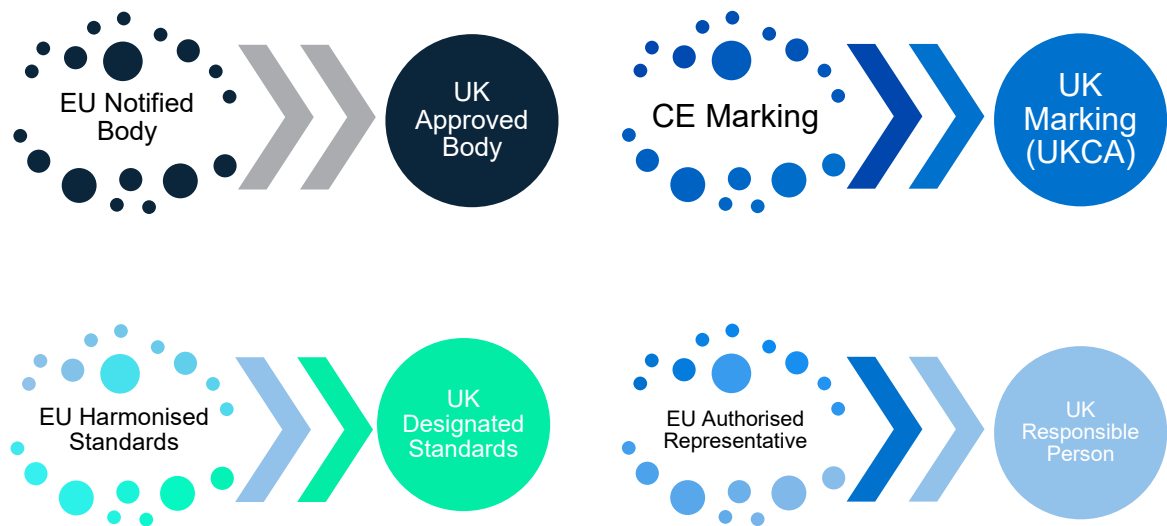 EU Notified
Body
UK
Approved
Body
CE Marking
UK
Marking
(UKCA)
EU Harmonised
Standards
UK
Designated
Standards
EU Authorised
Representative
UK
Responsible
Person